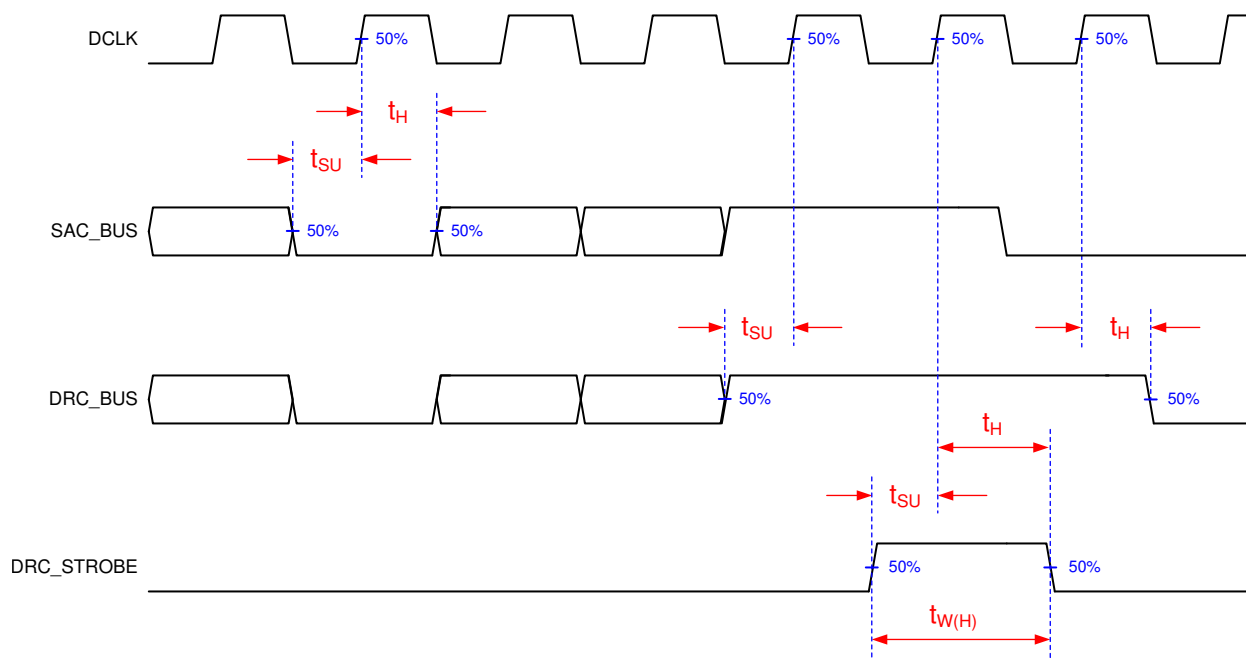 DCLK
50%
50%
50%
50%
tH
tSU
SAC_BUS
50%
50%
tSU
tH
DRC_BUS
50%
50%
tH
tSU
DRC_STROBE
50%
50%
tW(H)